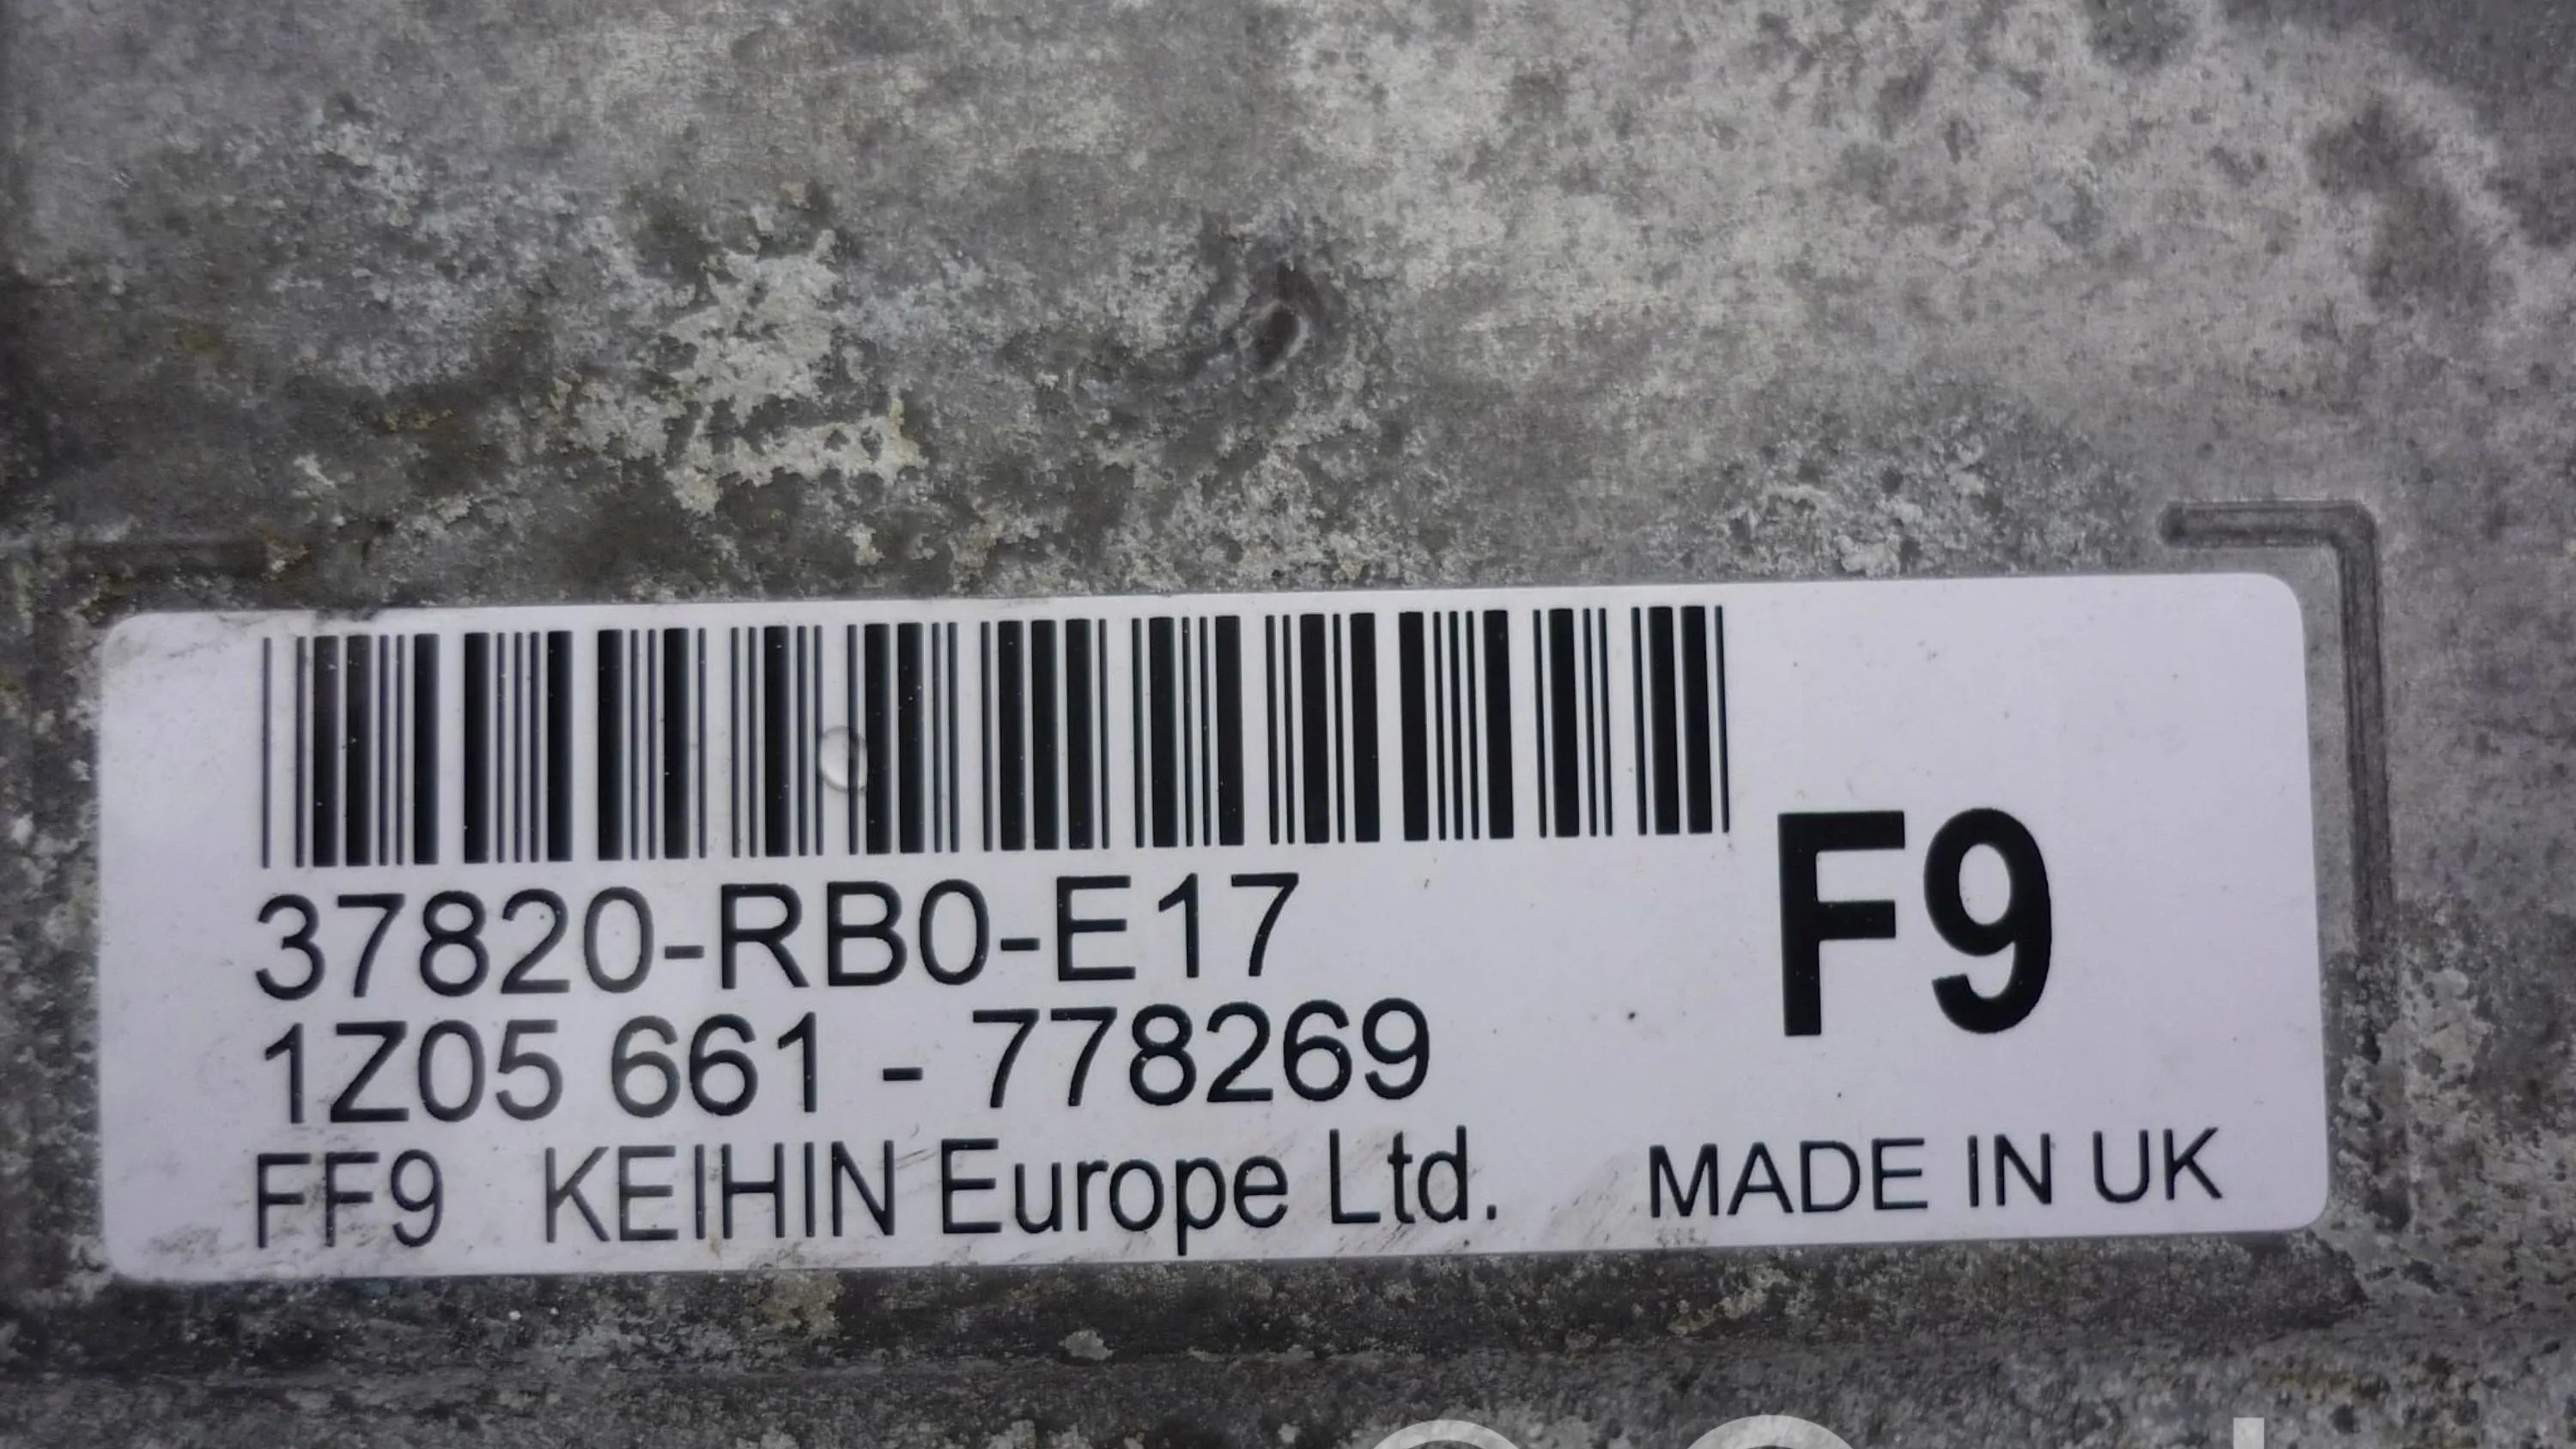 37820-RB0-E17
F9
1Z05 661 - 778269
FF9 KEIHIN Europe Ltd. MADE IN UK